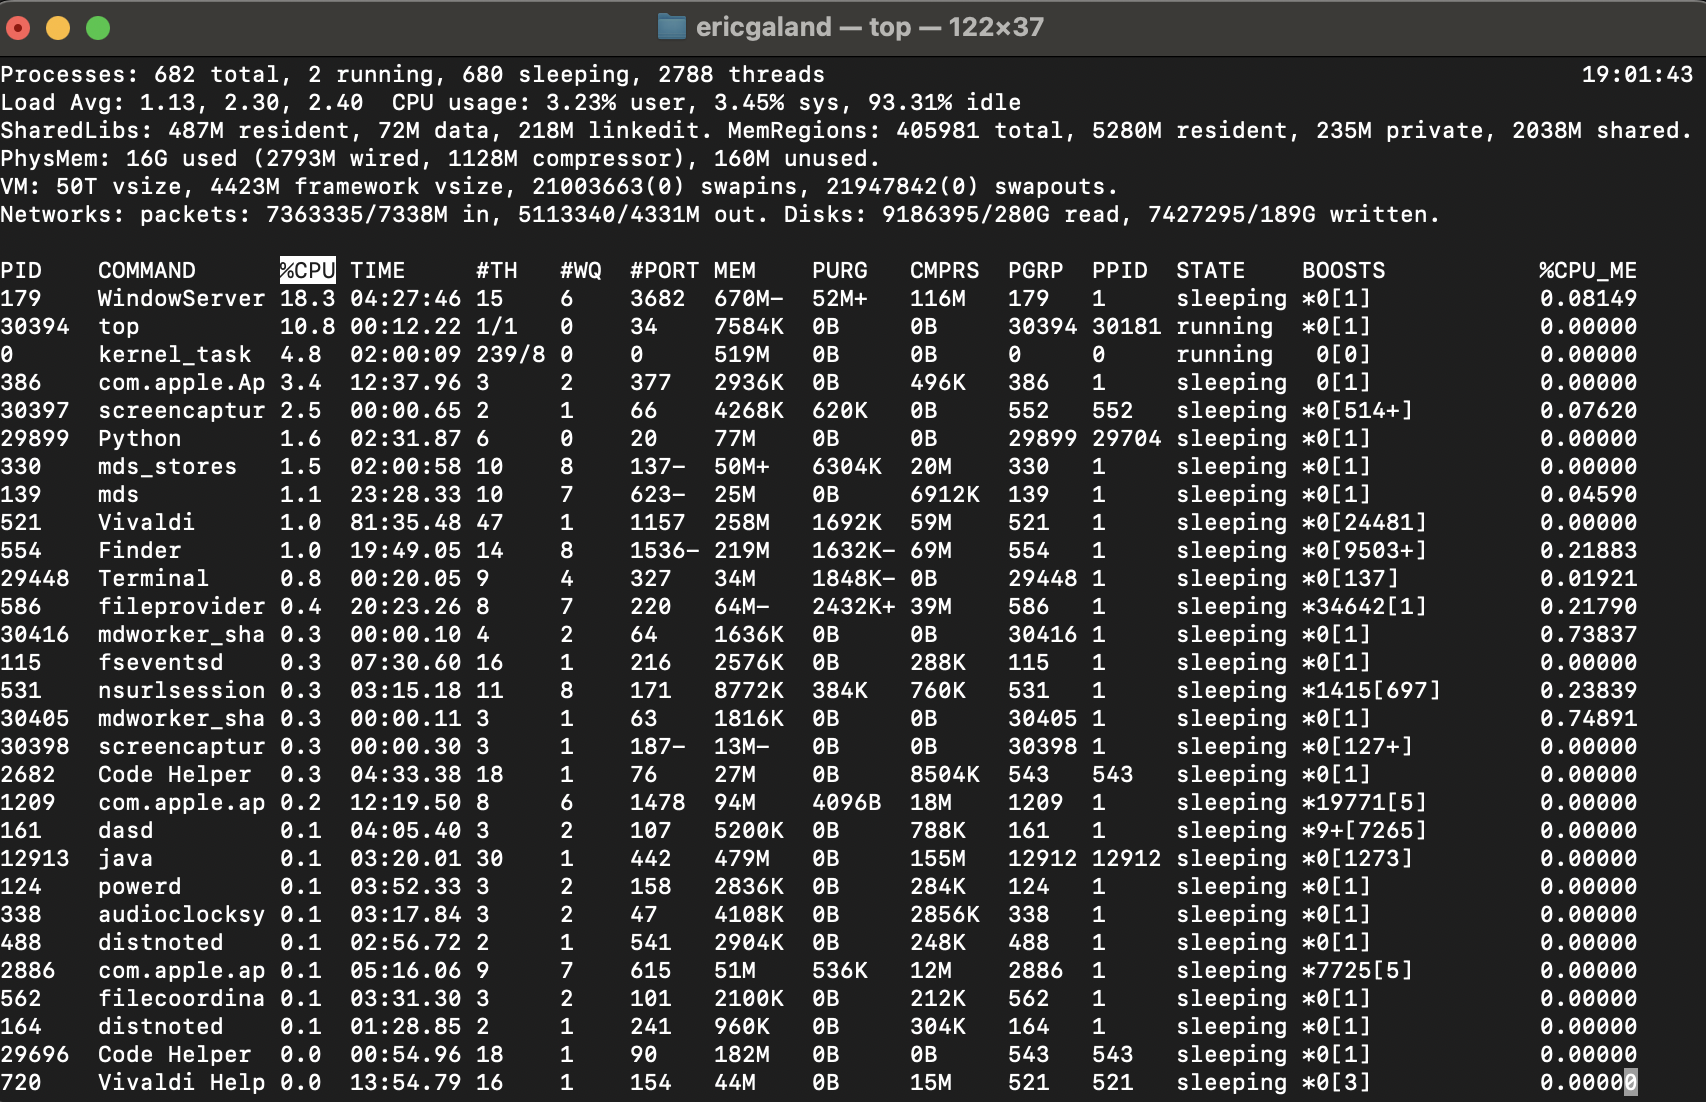 ericgaland — top — 122×37
Processes: 682 total, 2 running, 680 sleeping, 2788 threads 19:01:43
Load Avg: 1.13, 2.30, 2.40  CPU usage: 3.23% user, 3.45% sys, 93.31% idle
SharedLibs: 487M resident, 72M data, 218M linkedit. MemRegions: 405981 total, 5280M resident, 235M private, 2038M shared.
PhysMem: 16G used (2793M wired, 1128M compressor), 160M unused.
VM: 50T vsize, 4423M framework vsize, 21003663(0) swapins, 21947842(0) swapouts.
Networks: packets: 7363335/7338M in, 5113340/4331M out. Disks: 9186395/280G read, 7427295/189G written.
PID COMMAND %CPU TIME #TH #WQ #PORT MEM PURG CMPRS PGRP PPID STATE BOOSTS %CPU_ME
179 WindowServer 18.3 04:27:46 15 6 3682 670M- 52M+ 116M 179 1 sleeping *0[1] 0.08149
30394 top 10.8 00:12.22 1/1 0 34 7584K 0B 0B 30394 30181 running *0[1] 0.00000
0 kernel_task 4.8 02:00:09 239/8 0 0 519M 0B 0B 0 0 running 0[0] 0.00000
386 com.apple.Ap 3.4 12:37.96 3 2 377 2936K 0B 496K 386 1 sleeping 0[1] 0.00000
30397 screencaptur 2.5 00:00.65 2 1 66 4268K 620K 0B 552 552 sleeping *0[514+] 0.07620
29899 Python 1.6 02:31.87 6 0 20 77M 0B 0B 29899 29704 sleeping *0[1] 0.00000
330 mds_stores 1.5 02:00:58 10 8 137- 50M+ 6304K 20M 330 1 sleeping *0[1] 0.00000
139 mds 1.1 23:28.33 10 7 623- 25M 0B 6912K 139 1 sleeping *0[1] 0.04590
521 Vivaldi 1.0 81:35.48 47 1 1157 258M 1692K 59M 521 1 sleeping *0[24481] 0.00000
554 Finder 1.0 19:49.05 14 8 1536- 219M 1632K- 69M 554 1 sleeping *0[9503+] 0.21883
29448 Terminal 0.8 00:20.05 9 4 327 34M 1848K- 0B 29448 1 sleeping *0[137] 0.01921
586 fileprovider 0.4 20:23.26 8 7 220 64M- 2432K+ 39M 586 1 sleeping *34642[1] 0.21790
30416 mdworker_sha 0.3 00:00.10 4 2 64 1636K 0B 0B 30416 1 sleeping *0[1] 0.73837
115 fseventsd 0.3 07:30.60 16 1 216 2576K 0B 288K 115 1 sleeping *0[1] 0.00000
531 nsurlsession 0.3 03:15.18 11 8 171 8772K 384K 760K 531 1 sleeping *1415[697] 0.23839
30405 mdworker_sha 0.3 00:00.11 3 1 63 1816K 0B 0B 30405 1 sleeping *0[1] 0.74891
30398 screencaptur 0.3 00:00.30 3 1 187- 13M- 0B 0B 30398 1 sleeping *0[127+] 0.00000
2682 Code Helper 0.3 04:33.38 18 1 76 27M 0B 8504K 543 543 sleeping *0[1] 0.00000
1209 com.apple.ap 0.2 12:19.50 8 6 1478 94M 4096B 18M 1209 1 sleeping *19771[5] 0.00000
161 dasd 0.1 04:05.40 3 2 107 5200K 0B 788K 161 1 sleeping *9+[7265] 0.00000
12913 java 0.1 03:20.01 30 1 442 479M 0B 155M 12912 12912 sleeping *0[1273] 0.00000
124 powerd 0.1 03:52.33 3 2 158 2836K 0B 284K 124 1 sleeping *0[1] 0.00000
338 audioclocksy 0.1 03:17.84 3 2 47 4108K 0B 2856K 338 1 sleeping *0[1] 0.00000
488 distnoted 0.1 02:56.72 2 1 541 2904K 0B 248K 488 1 sleeping *0[1] 0.00000
2886 com.apple.ap 0.1 05:16.06 9 7 615 51M 536K 12M 2886 1 sleeping *7725[5] 0.00000
562 filecoordina 0.1 03:31.30 3 2 101 2100K 0B 212K 562 1 sleeping *0[1] 0.00000
164 distnoted 0.1 01:28.85 2 1 241 960K 0B 304K 164 1 sleeping *0[1] 0.00000
29696 Code Helper 0.0 00:54.96 18 1 90 182M 0B 0B 543 543 sleeping *0[1] 0.00000
720 Vivaldi Help 0.0 13:54.79 16 1 154 44M 0B 15M 521 521 sleeping *0[3] 0.00000